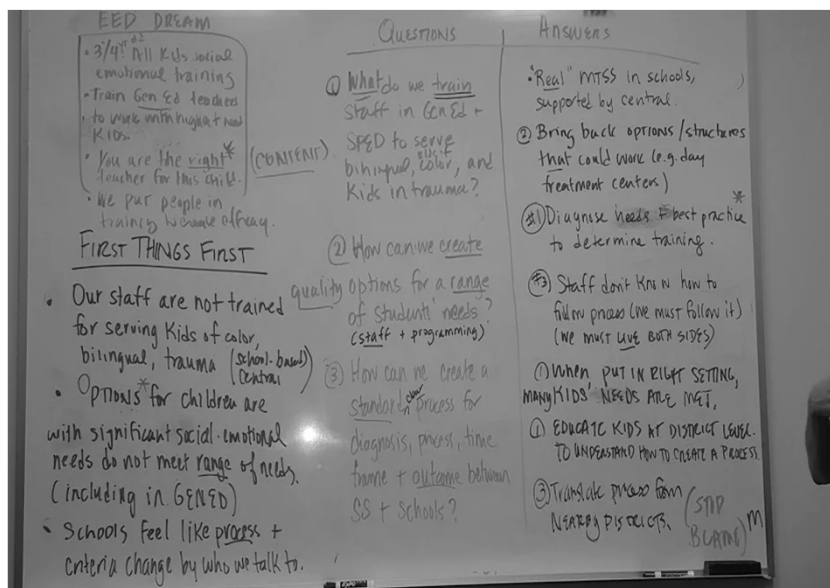 EED DREAM
• 3/4 All Kids social
emotional training
• Train Gen Ed teachers
to work with highest need
Kids.
• You are the right*
teacher for this child.
• We put people in
training to create efficacy.
(CONTENT)
FIRST THINGS FIRST
• Our staff are not trained
for serving Kids of color,
bilingual, trauma (school-based/
central)
• OPTIONS* for children are
with significant social-emotional
needs do not meet range of needs.
(including in GENED)
• Schools feel like process +
criteria change by who we talk to.
QUESTIONS
① What do we train
staff in GenEd +
SPED to serve
bilingual, color, and
Kids in trauma?
② How can we create
quality options for a range
of Students' needs?
(staff + programming)
③ How can we create a
standard clear process for
diagnosis, process, time
frame + outcome between
SS + Schools?
ANSWERS
• "Real" MTSS in schools,
supported by central.
② Bring back options/structures
that could work (e.g. day
treatment centers)
#1 Diagnose needs + best practice*
to determine training.
#3 Staff don't know how to
follow process (we must follow it)
(we must LIVE BOTH SIDES)
① When PUT IN RIGHT SETTING,
MANY KIDS' NEEDS ARE MET.
① EDUCATE KIDS AT DISTRICT LEVEL
TO UNDERSTAND HOW TO CREATE A PROCESS.
③ Translate process from
NEARBY DISTRICTS.
(STOP
BLAMING)